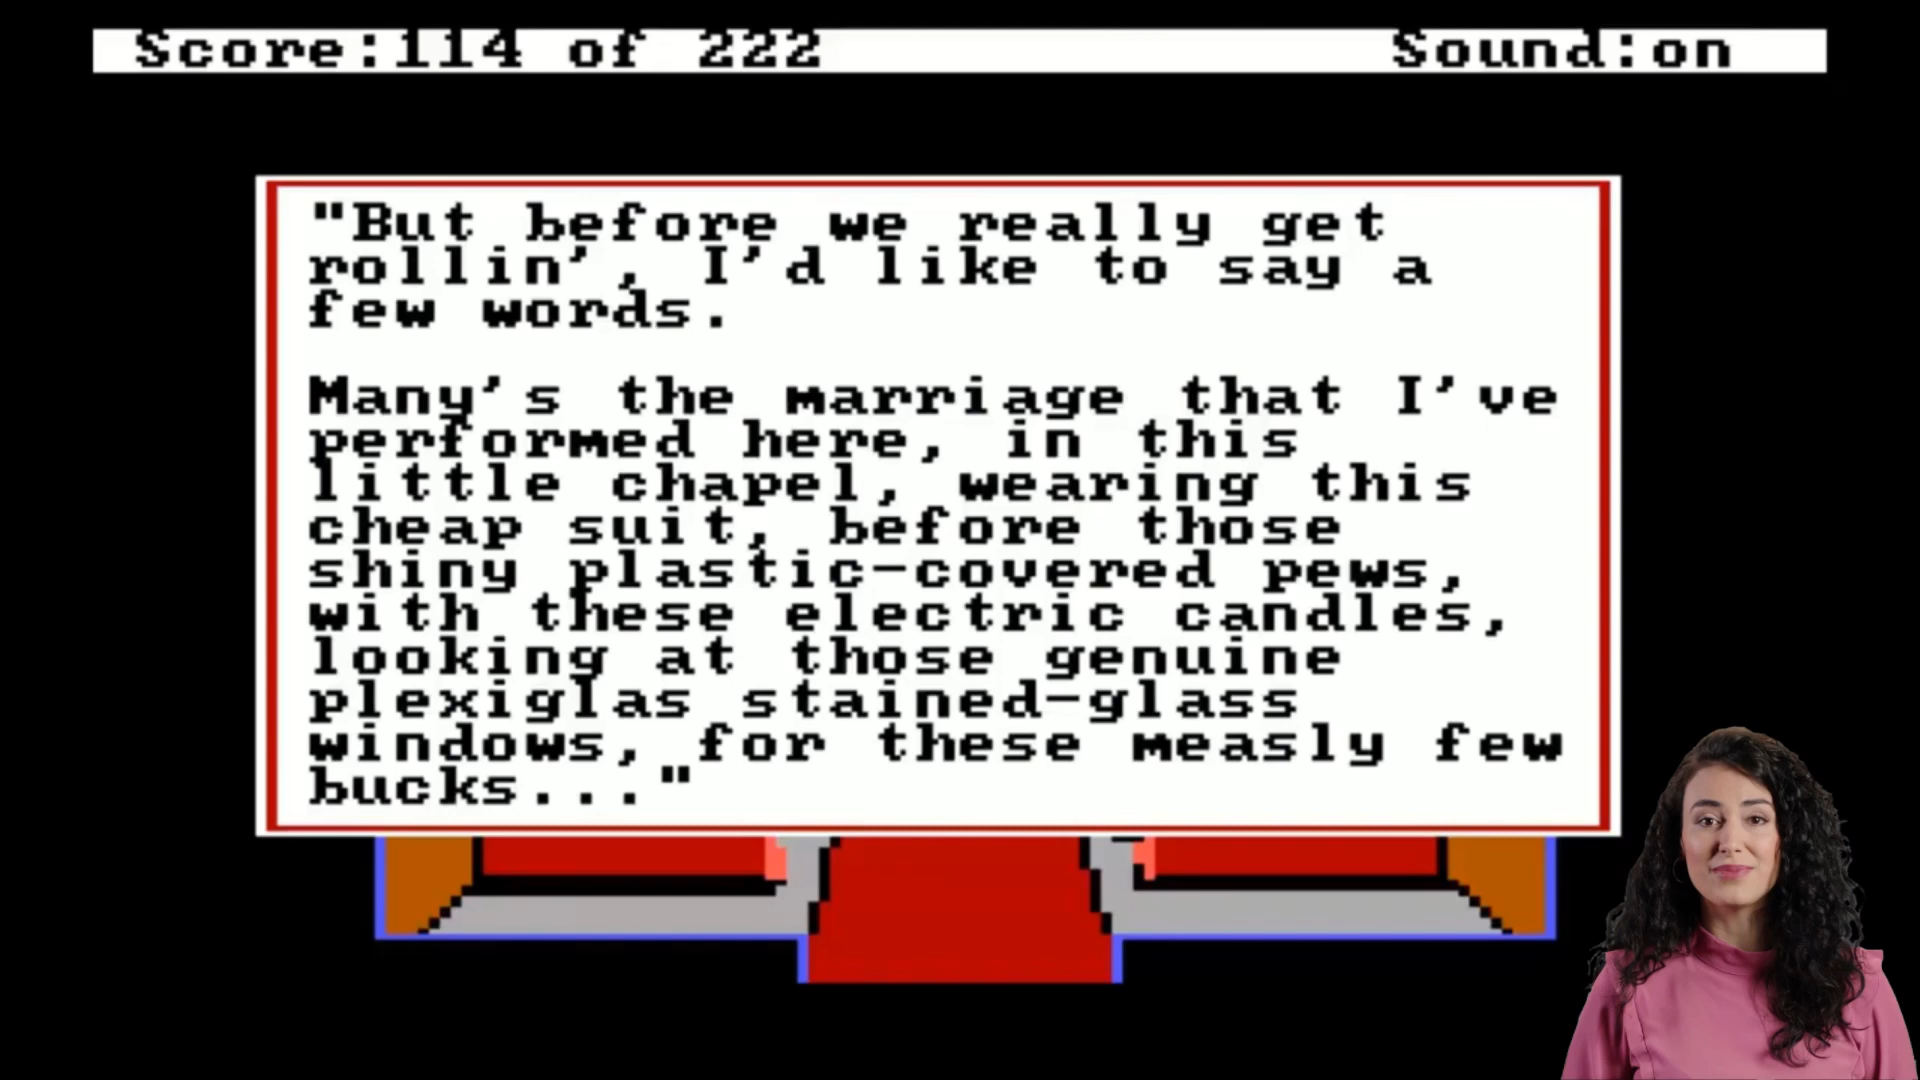 Score:114 of 222 Sound:on
"But before we really get
rollin', I'd like to say a
few words.
Many's the marriage that I've
performed here, in this
little chapel, wearing this
cheap suit, before those
shiny plastic-covered pews,
with these electric candles,
looking at those genuine
plexiglas stained-glass
windows, for these measly few
bucks..."